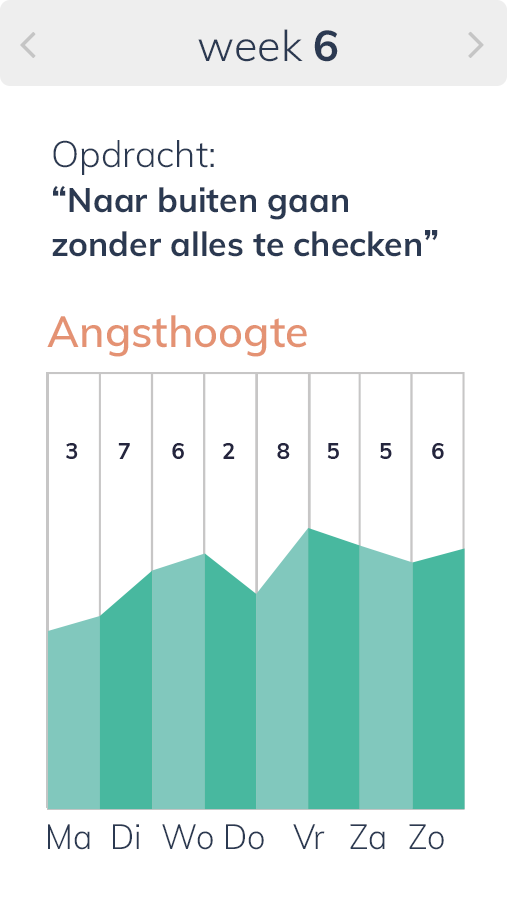 week 6
Opdracht:
“Naar buiten gaan
zonder alles te checken”
Angsthoogte
3 7 6 2 8 5 5 6
Ma Di Wo Do Vr Za Zo